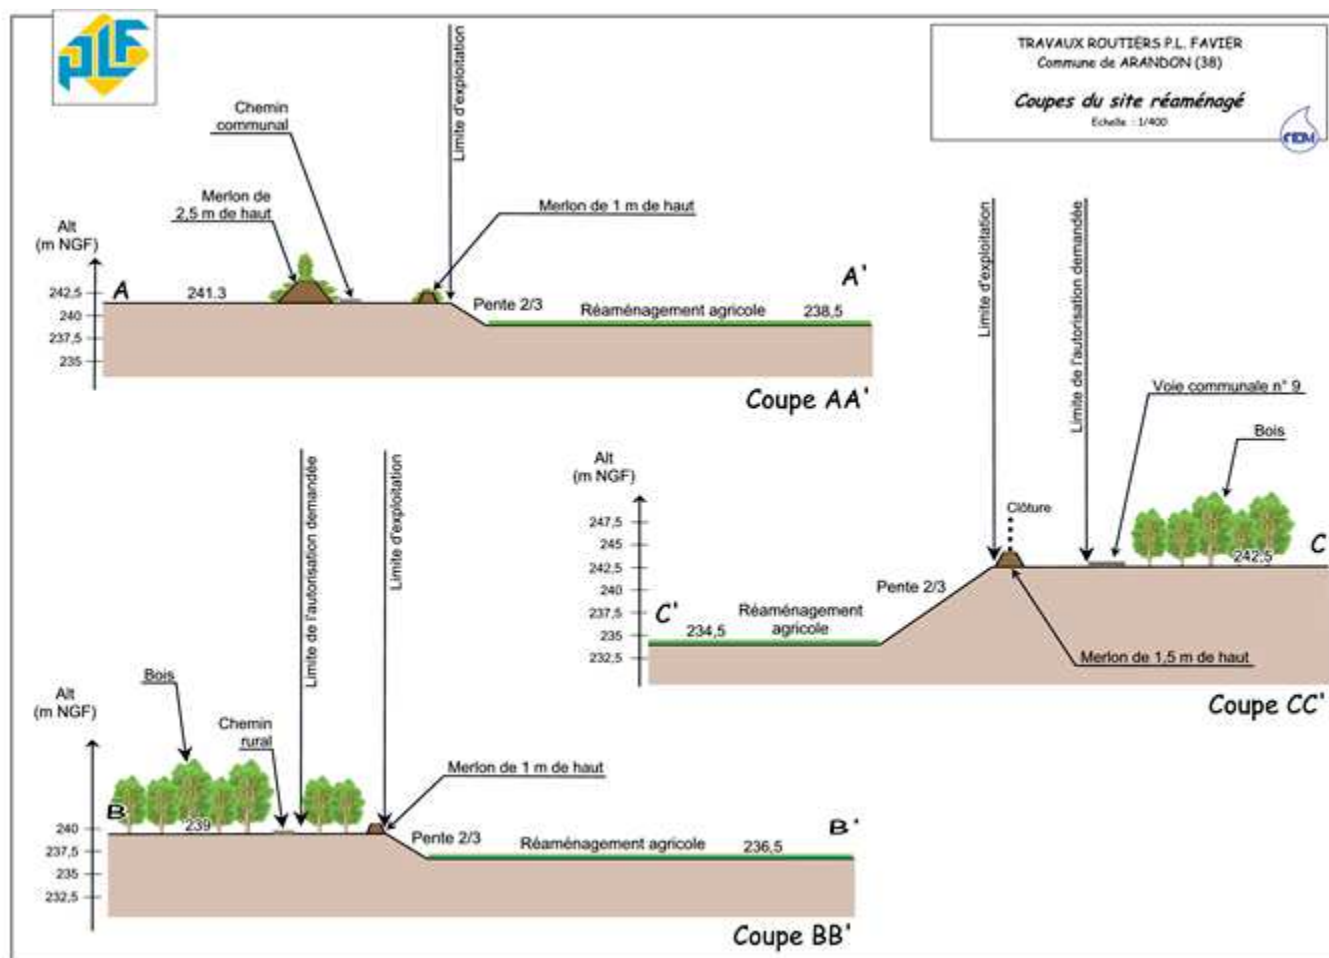 PLF
TRAVAUX ROUTIERS P.L. FAVIER
Commune de ARANDON (38)
Coupes du site réaménagé
Echelle : 1/400
CEM
Chemin
communal
Limite d'exploitation
Merlon de
2,5 m de haut
Merlon de 1 m de haut
Alt
(m NGF)
A
241.3
A'
242,5
240
237,5
235
Pente 2/3
Réaménagement agricole
238,5
Coupe AA'
Limite d'exploitation
Limite de l'autorisation demandée
Voie communale n° 9
Bois
Alt
(m NGF)
Clôture
247,5
245
242,5
240
237,5
235
232,5
242,5
C
Pente 2/3
C'
234,5
Réaménagement
agricole
Merlon de 1,5 m de haut
Coupe CC'
Limite de l'autorisation demandée
Limite d'exploitation
Bois
Alt
(m NGF)
Chemin
rural
Merlon de 1 m de haut
B
239
B'
240
237,5
235
232,5
Pente 2/3
Réaménagement agricole
236,5
Coupe BB'